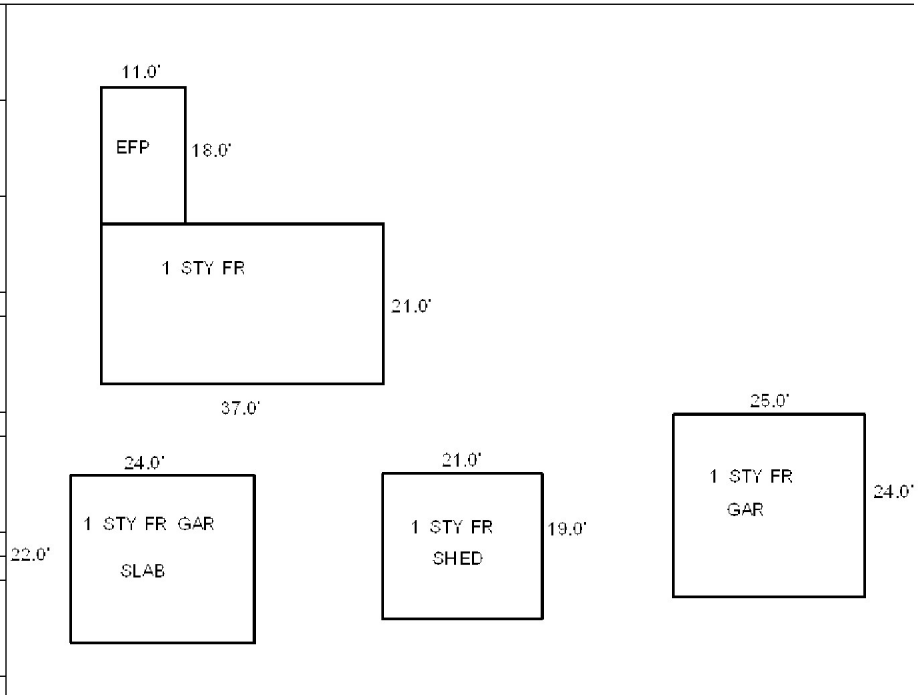 11.0'
EFP
18.0'
1 STY FR
21.0'
37.0'
24.0'
1 STY FR GAR
SLAB
22.0'
21.0'
1 STY FR
SHED
19.0'
25.0'
1 STY FR
GAR
24.0'